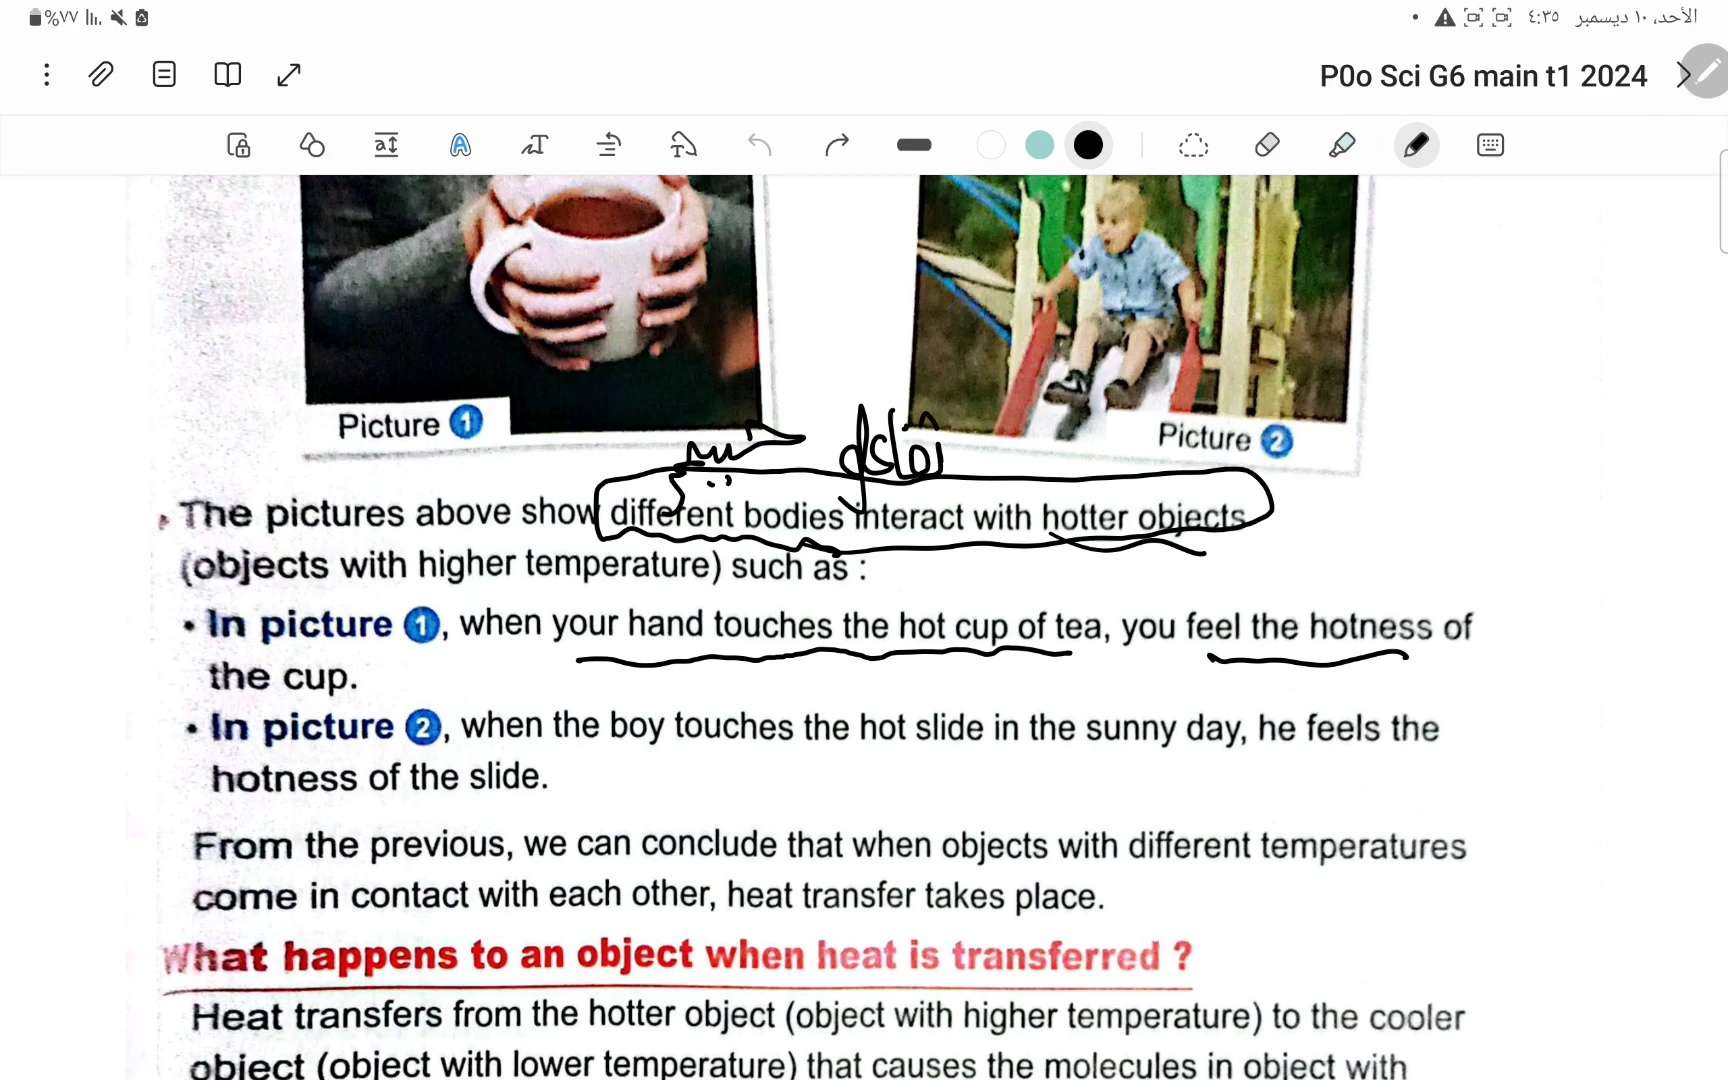 %٧٧
الأحد، ١٠ ديسمبر ٤:٣٥
P0o Sci G6 main t1 2024
Picture 1
Picture 2
تفاعل
The pictures above show different bodies interact with hotter objects
(objects with higher temperature) such as :
• In picture 1, when your hand touches the hot cup of tea, you feel the hotness of
the cup.
• In picture 2, when the boy touches the hot slide in the sunny day, he feels the
hotness of the slide.
From the previous, we can conclude that when objects with different temperatures
come in contact with each other, heat transfer takes place.
What happens to an object when heat is transferred ?
Heat transfers from the hotter object (object with higher temperature) to the cooler
object (object with lower temperature) that causes the molecules in object with